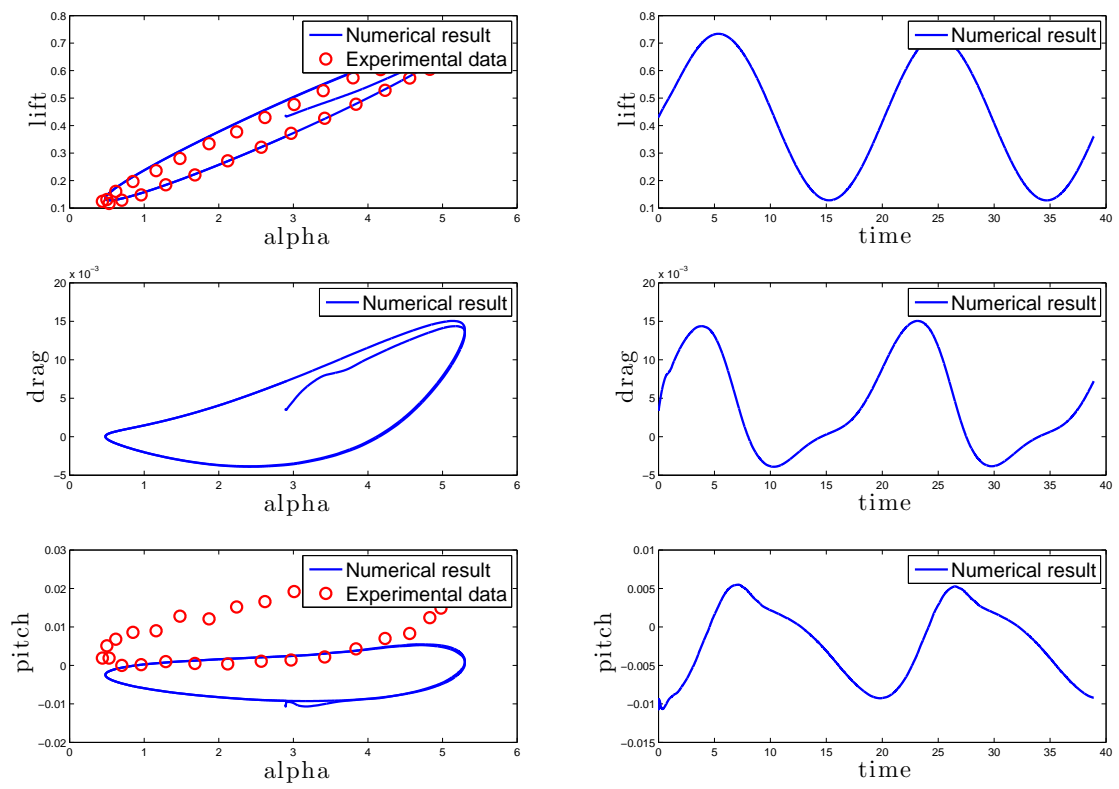 0.8
0.7
0.6
0.5
0.4
0.3
0.2
0.1
lift
0 1 2 3 4 5 6
alpha
Numerical result
Experimental data
0.8
0.7
0.6
0.5
0.4
0.3
0.2
0.1
lift
0 5 10 15 20 25 30 35 40
time
Numerical result
x 10⁻³
20
15
10
5
0
−5
drag
0 1 2 3 4 5 6
alpha
Numerical result
x 10⁻³
20
15
10
5
0
−5
drag
0 5 10 15 20 25 30 35 40
time
Numerical result
0.03
0.02
0.01
0
−0.01
−0.02
pitch
0 1 2 3 4 5 6
alpha
Numerical result
Experimental data
0.01
0.005
0
−0.005
−0.01
−0.015
pitch
0 5 10 15 20 25 30 35 40
time
Numerical result